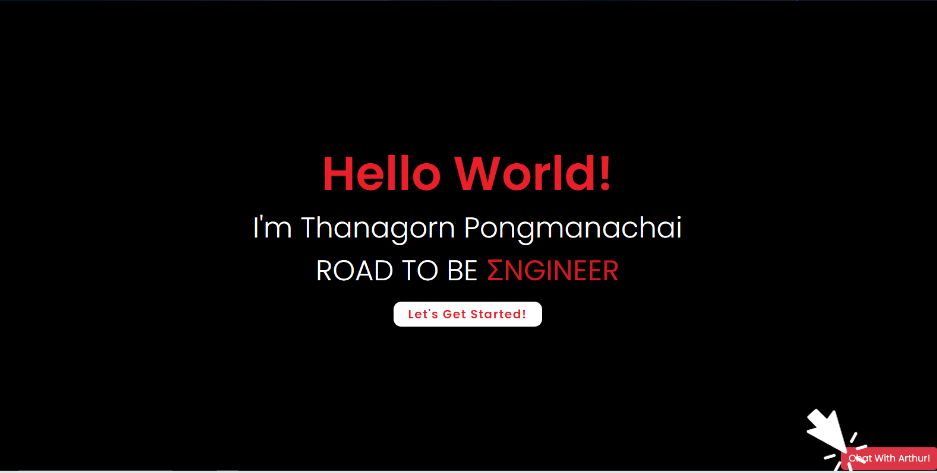 Hello World!
I'm Thanagorn Pongmanachai
ROAD TO BE ΣNGINEER
Let's Get Started!
Chat With Arthur!